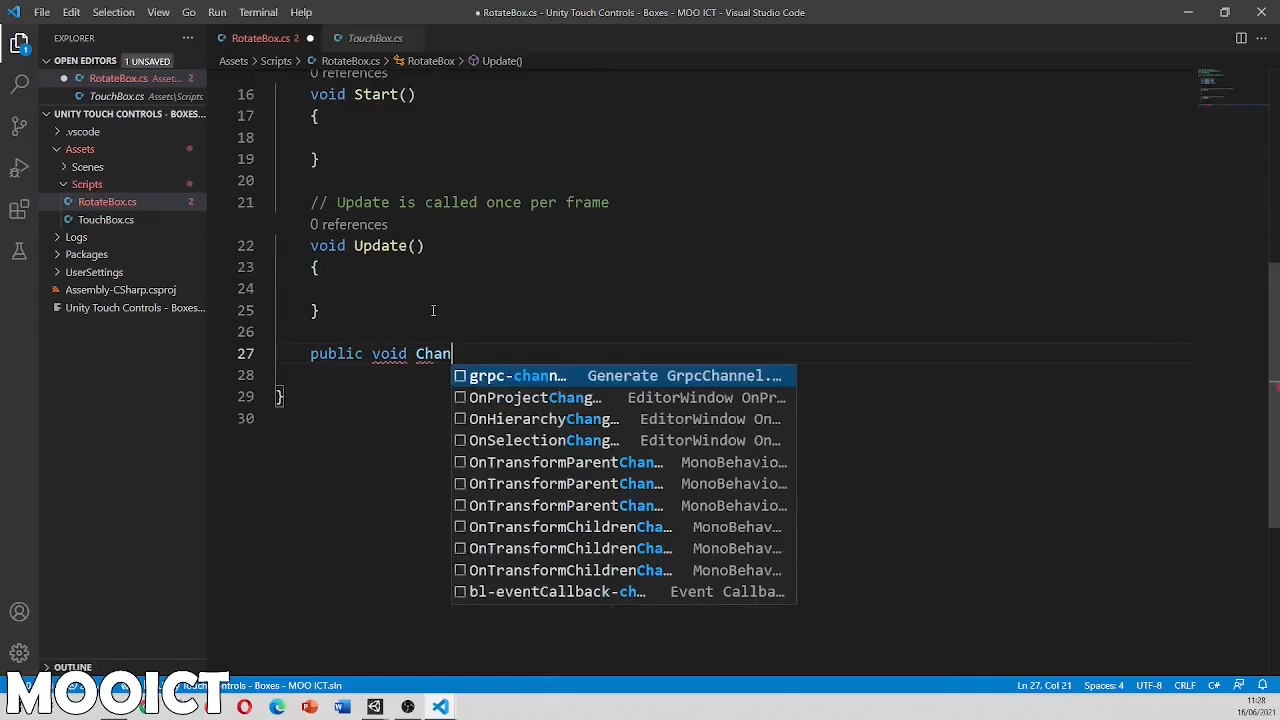 File Edit Selection View Go Run Terminal Help
RotateBox.cs - Unity Touch Controls - Boxes - MOO ICT - Visual Studio Code
EXPLORER
RotateBox.cs 2
TouchBox.cs
OPEN EDITORS 1 UNSAVED
RotateBox.cs Asset... 2
TouchBox.cs Assets\Scripts
UNITY TOUCH CONTROLS - BOXES...
.vscode
Assets
Scenes
Scripts
RotateBox.cs 2
TouchBox.cs
Logs
Packages
UserSettings
Assembly-CSharp.csproj
Unity Touch Controls - Boxes...
OUTLINE
1
Assets > Scripts > RotateBox.cs > RotateBox > Update()
0 references
16 void Start()
17 {
18
19 }
20
21 // Update is called once per frame
0 references
22 void Update()
23 {
24
25 }
26
27 public void Chan
28
29 }
30
grpc-chann... Generate GrpcChannel....
OnProjectChang... EditorWindow OnPr...
OnHierarchyChang... EditorWindow On...
OnSelectionChang... EditorWindow On...
OnTransformParentChan... MonoBehavio...
OnTransformParentChan... MonoBehavio...
OnTransformParentChan... MonoBehavio...
OnTransformChildrenCha... MonoBehav...
OnTransformChildrenCha... MonoBehav...
OnTransformChildrenCha... MonoBehav...
bl-eventCallback-ch... Event Callba...
MOOICT
Controls - Boxes - MOO ICT.sln
Ln 27, Col 21 Spaces: 4 UTF-8 CRLF C#
11:28
16/06/2021